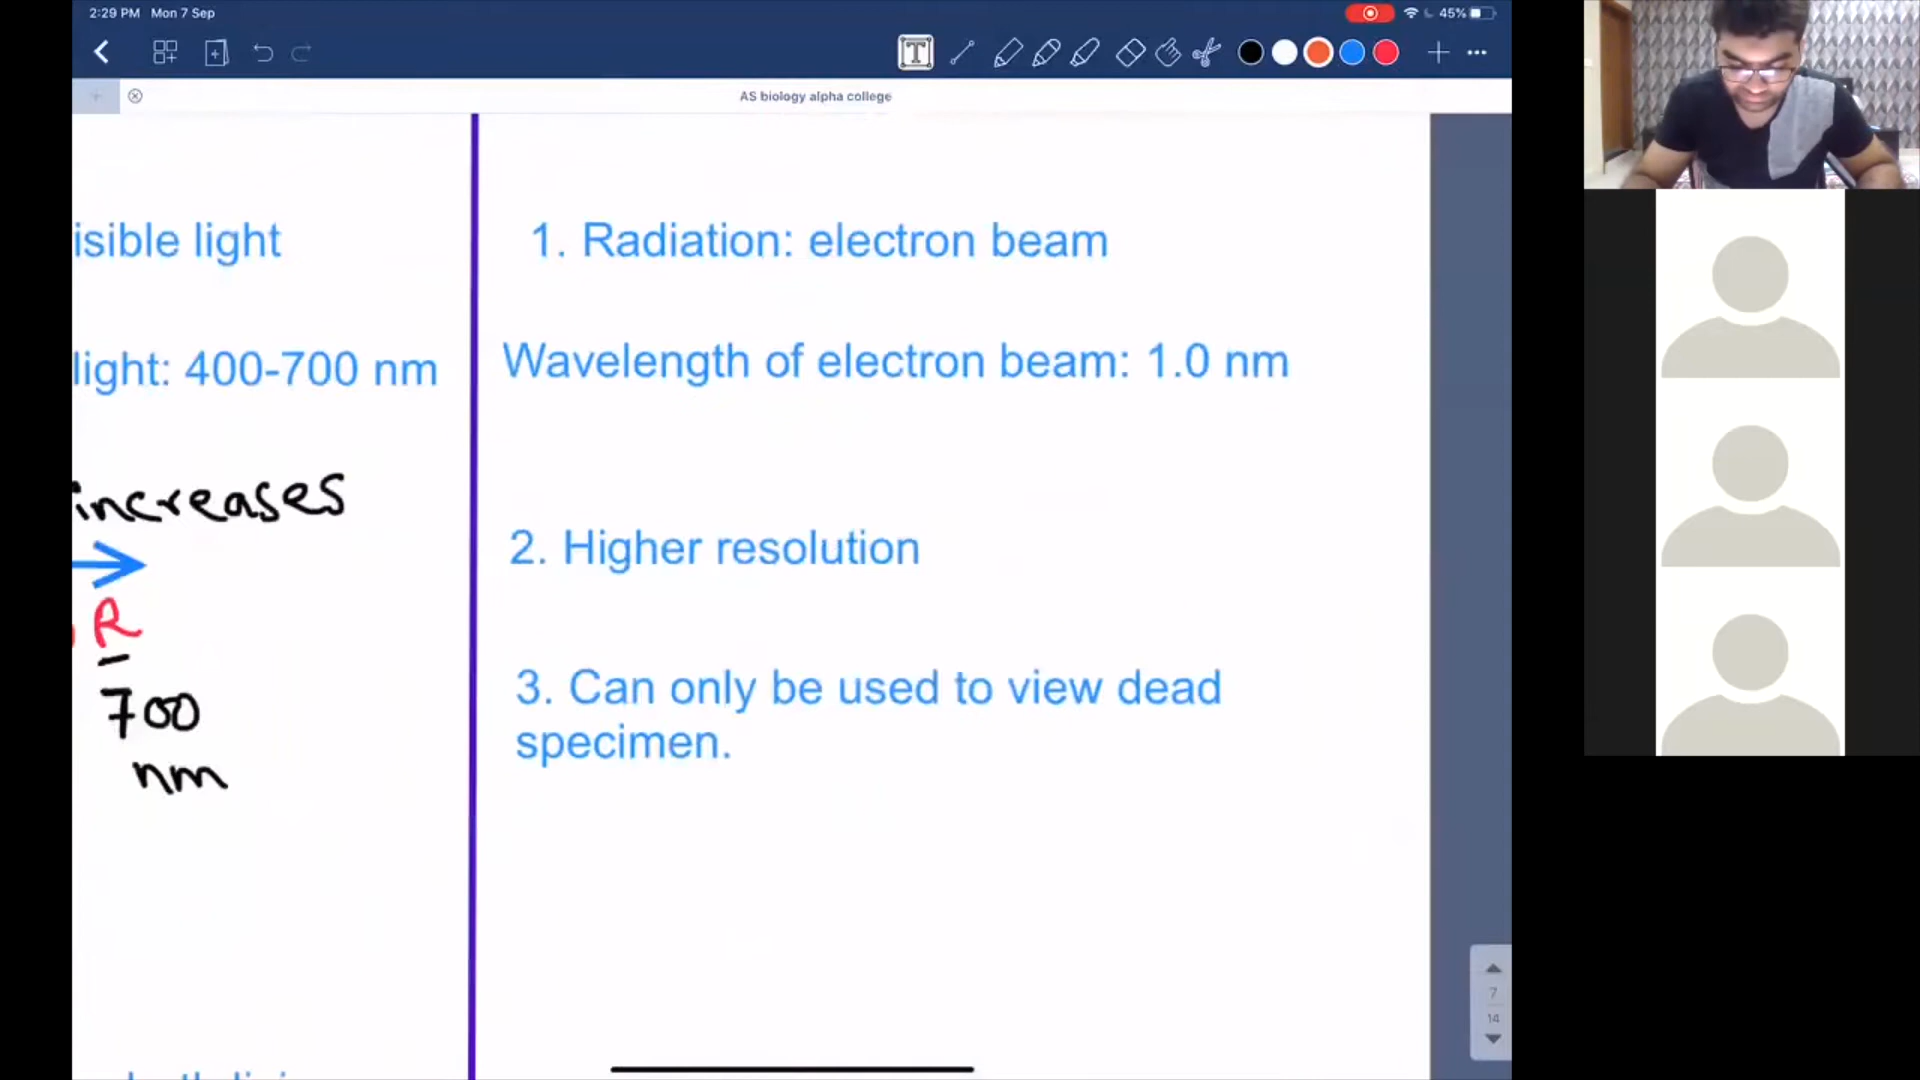 2:29 PM Mon 7 Sep
45%
T
AS biology alpha college
isible light
light: 400-700 nm
increases
R
700
nm
1. Radiation: electron beam
Wavelength of electron beam: 1.0 nm
2. Higher resolution
3. Can only be used to view dead
specimen.
7
14